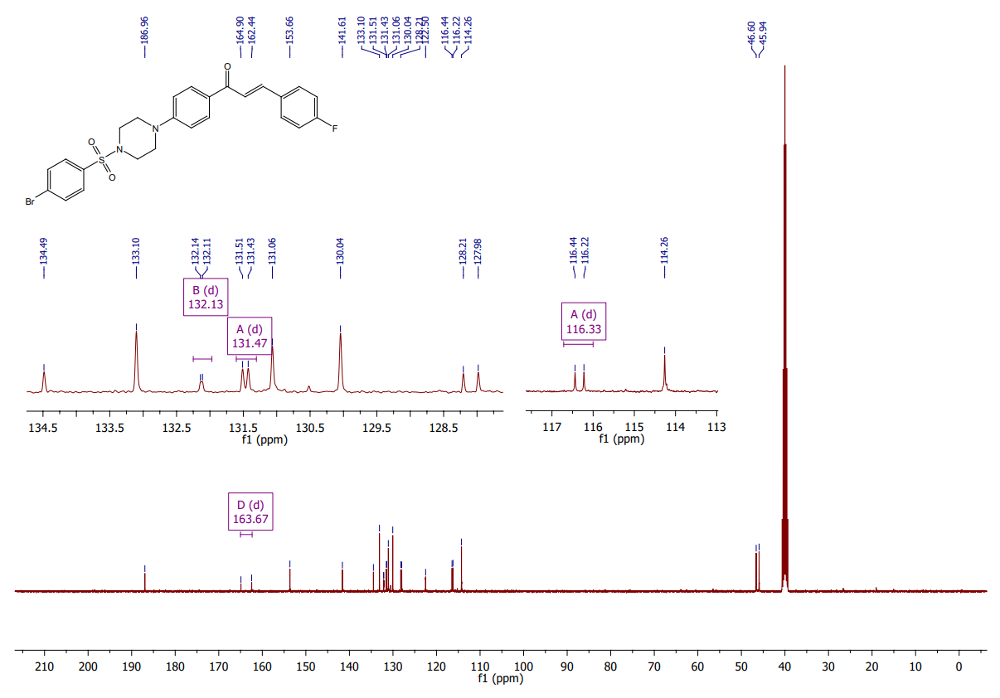 186.96
164.90
162.44
153.66
141.61
133.10
131.51
131.43
131.06
130.04
128.21
122.50
116.44
116.22
114.26
46.60
45.94
O
F
N
N
O
S
O
Br
134.49
133.10
132.14
132.11
131.51
131.43
131.06
130.04
128.21
127.98
116.44
116.22
114.26
B (d)
132.13
A (d)
131.47
A (d)
116.33
134.5 133.5 132.5 131.5 130.5 129.5 128.5
f1 (ppm)
117 116 115 114 113
f1 (ppm)
D (d)
163.67
210 200 190 180 170 160 150 140 130 120 110 100 90 80 70 60 50 40 30 20 10 0
f1 (ppm)